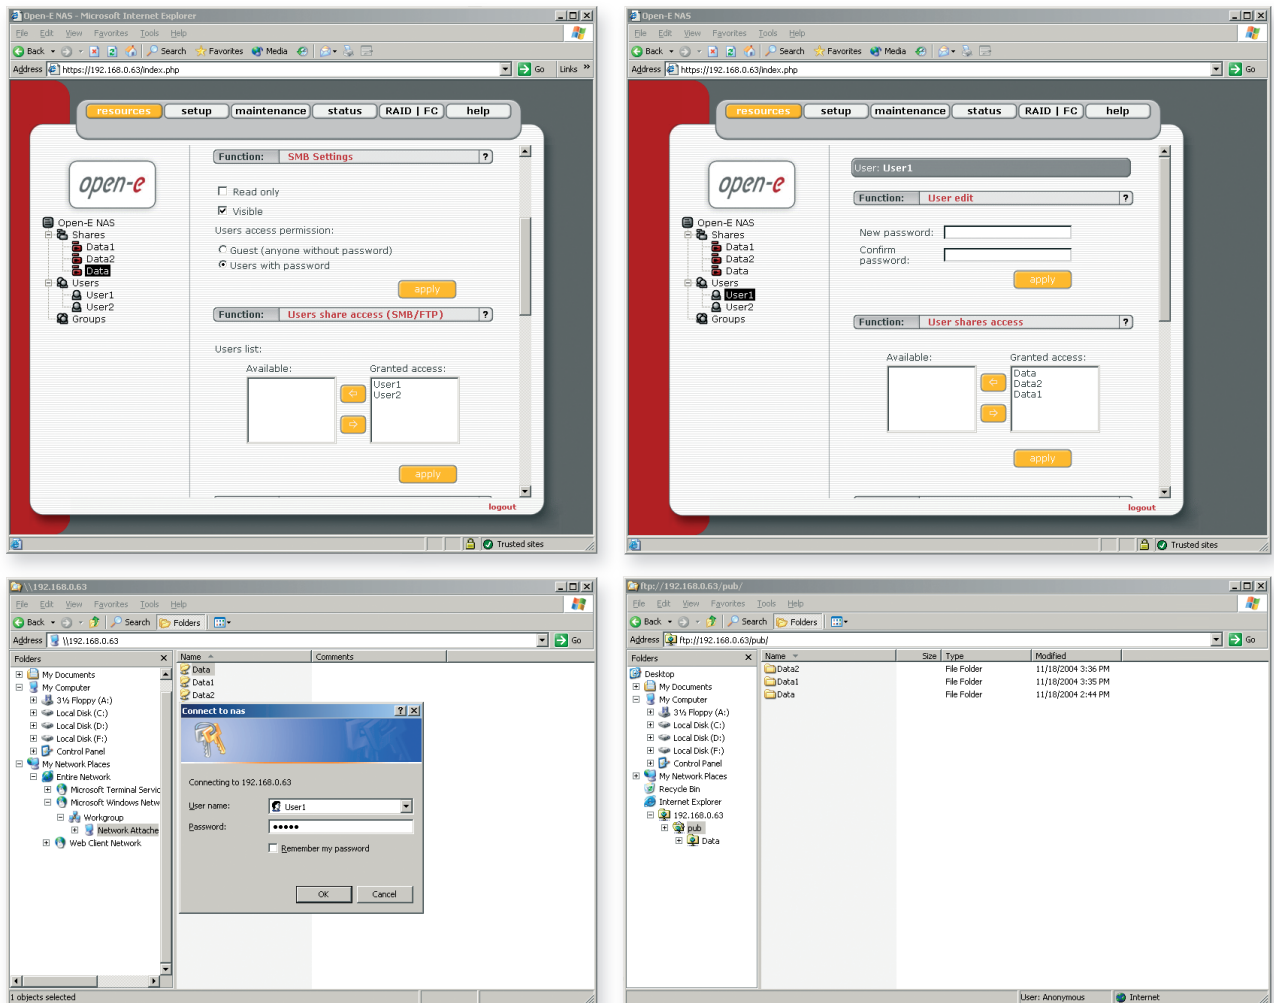 Open-E NAS - Microsoft Internet Explorer
File Edit View Favorites Tools Help
Back Search Favorites Media
Address https://192.168.0.63/index.php Go Links »
resources setup maintenance status RAID | FC help
open-e
Open-E NAS
Shares
Data1
Data2
Data
Users
User1
User2
Groups
Function: SMB Settings ?
Read only
Visible
Users access permission:
Guest (anyone without password)
Users with password
apply
Function: Users share access (SMB/FTP) ?
Users list:
Available: Granted access:
User1
User2
apply
logout
Trusted sites
Open-E NAS
File Edit View Favorites Tools Help
Back Search Favorites Media
Address https://192.168.0.63/index.php Go
resources setup maintenance status RAID | FC help
open-e
Open-E NAS
Shares
Data1
Data2
Data
Users
User1
User2
Groups
User: User1
Function: User edit ?
New password:
Confirm
password:
apply
Function: User shares access ?
Available: Granted access:
Data
Data2
Data1
apply
logout
Trusted sites
\\192.168.0.63
File Edit View Favorites Tools Help
Back Search Folders
Address \\192.168.0.63 Go
Folders
My Documents
My Computer
3½ Floppy (A:)
Local Disk (C:)
Local Disk (D:)
Local Disk (F:)
Control Panel
My Network Places
Entire Network
Microsoft Terminal Servic
Microsoft Windows Netw
Workgroup
Network Attache
Web Client Network
Name Comments
Data
Data1
Data2
Connect to nas ?
Connecting to 192.168.0.63
User name: User1
Password: •••••
Remember my password
OK Cancel
1 objects selected
ftp://192.168.0.63/pub/
File Edit View Favorites Tools Help
Back Search Folders
Address ftp://192.168.0.63/pub/ Go
Folders
Desktop
My Documents
My Computer
3½ Floppy (A:)
Local Disk (C:)
Local Disk (D:)
Local Disk (F:)
Control Panel
My Network Places
Recycle Bin
Internet Explorer
192.168.0.63
pub
Data
Name Size Type Modified
Data2 File Folder 11/18/2004 3:36 PM
Data1 File Folder 11/18/2004 3:35 PM
Data File Folder 11/18/2004 2:44 PM
User: Anonymous Internet